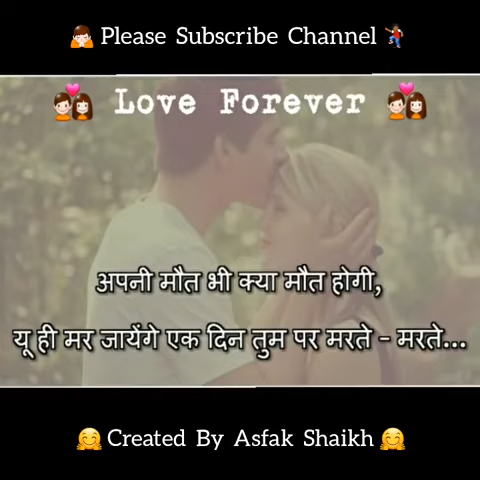 🙏 Please Subscribe Channel 🕺
💑 Love Forever 💑
अपनी मौत भी क्या मौत होगी,
यू ही मर जायेंगे एक दिन तुम पर मरते - मरते...
🤗 Created By Asfak Shaikh 🤗